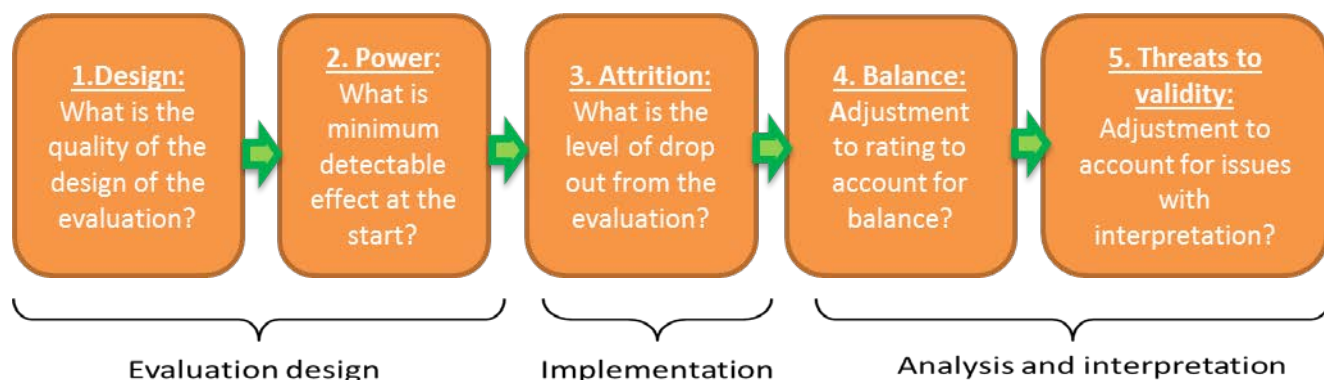 1.Design:
What is the
quality of the
design of the
evaluation?
2. Power:
What is
minimum
detectable
effect at the
start?
3. Attrition:
What is the
level of drop
out from the
evaluation?
4. Balance:
Adjustment
to rating to
account for
balance?
5. Threats to
validity:
Adjustment to
account for issues
with
interpretation?
Evaluation design
Implementation
Analysis and interpretation